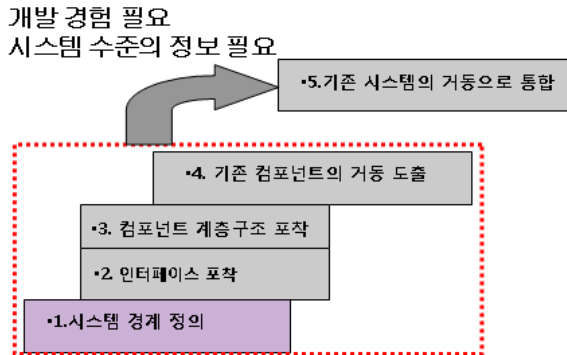 개발 경험 필요
시스템 수준의 정보 필요
•5.기존 시스템의 거동으로 통합
•4. 기존 컴포넌트의 거동 도출
•3. 컴포넌트 계층구조 포착
•2. 인터페이스 포착
•1.시스템 경계 정의